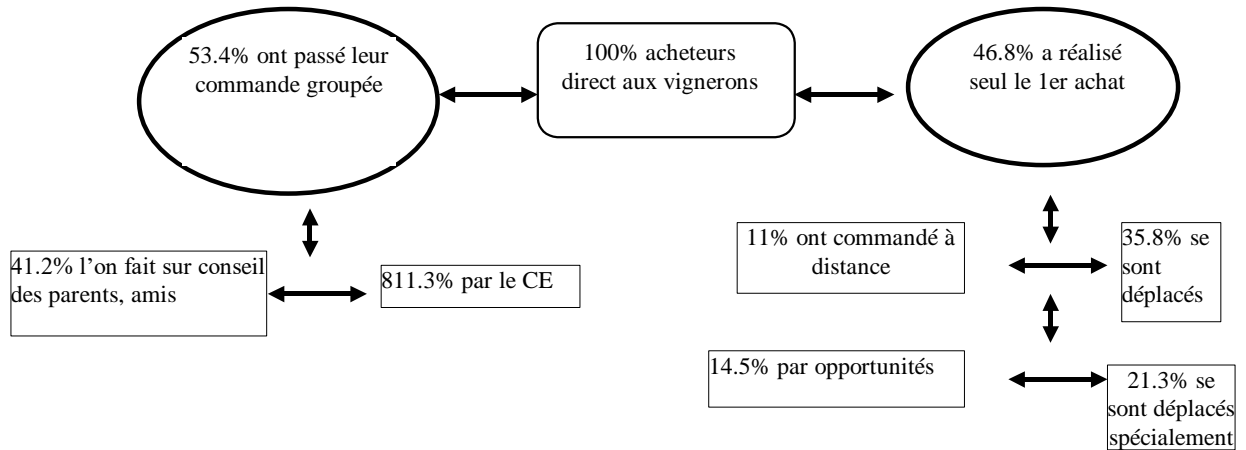 53.4% ont passé leur
commande groupée
100% acheteurs
direct aux vignerons
46.8% a réalisé
seul le 1er achat
41.2% l’on fait sur conseil
des parents, amis
811.3% par le CE
11% ont commandé à
distance
35.8% se
sont
déplacés
14.5% par opportunités
21.3% se
sont déplacés
spécialement